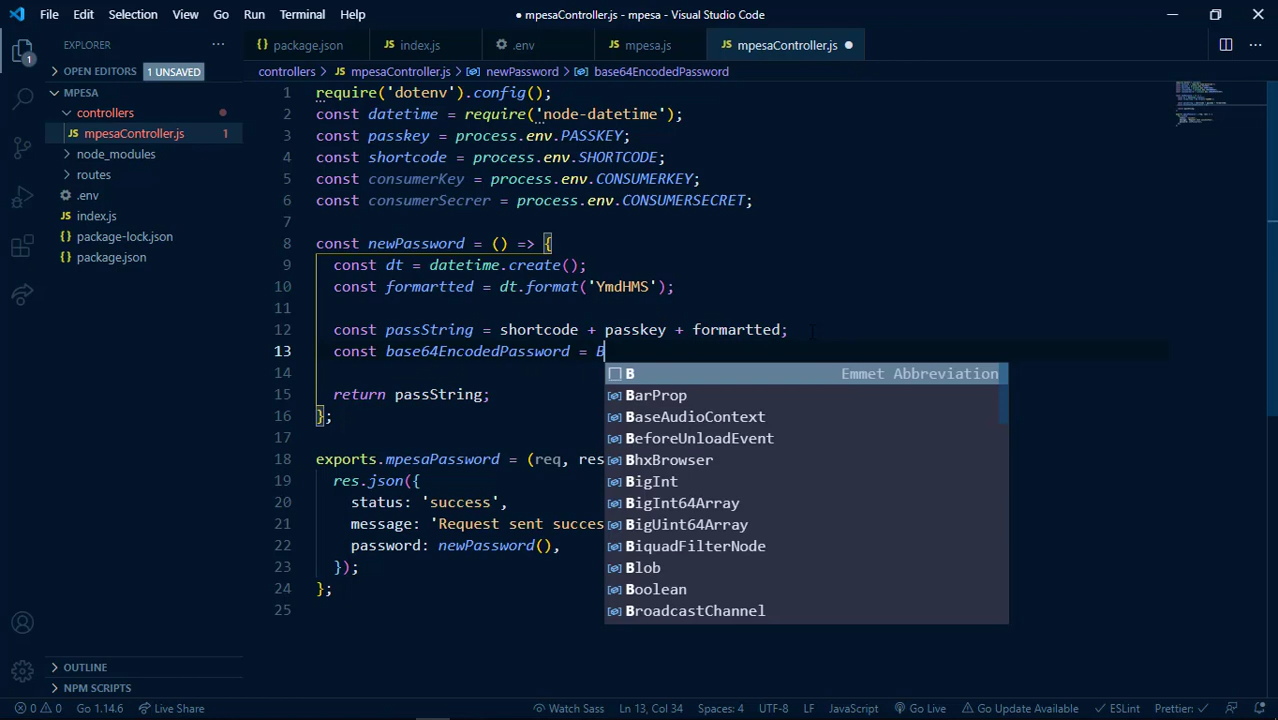 File Edit Selection View Go Run Terminal Help
● mpesaController.js - mpesa - Visual Studio Code
EXPLORER
1
OPEN EDITORS 1 UNSAVED
MPESA
controllers
JS mpesaController.js 1
node_modules
routes
.env
JS index.js
{} package-lock.json
{} package.json
OUTLINE
NPM SCRIPTS
{} package.json JS index.js .env JS mpesa.js JS mpesaController.js ●
controllers > JS mpesaController.js > newPassword > base64EncodedPassword
1 require('dotenv').config();
2 const datetime = require('node-datetime');
3 const passkey = process.env.PASSKEY;
4 const shortcode = process.env.SHORTCODE;
5 const consumerKey = process.env.CONSUMERKEY;
6 const consumerSecrer = process.env.CONSUMERSECRET;
7
8 const newPassword = () => {
9 const dt = datetime.create();
10 const formartted = dt.format('YmdHMS');
11
12 const passString = shortcode + passkey + formartted;
13 const base64EncodedPassword = B
14
15 return passString;
16 };
17
18 exports.mpesaPassword = (req, res
19 res.json({
20 status: 'success',
21 message: 'Request sent succes
22 password: newPassword(),
23 });
24 };
25
B Emmet Abbreviation
BarProp
BaseAudioContext
BeforeUnloadEvent
BhxBrowser
BigInt
BigInt64Array
BigUint64Array
BiquadFilterNode
Blob
Boolean
BroadcastChannel
0 0 Go 1.14.6 Live Share Watch Sass Ln 13, Col 34 Spaces: 4 UTF-8 LF JavaScript Go Live Go Update Available ESLint Prettier: ✓